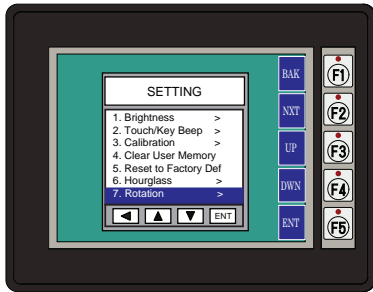 SETTING
1. Brightness >
2. Touch/Key Beep >
3. Calibration >
4. Clear User Memory
5. Reset to Factory Def
6. Hourglass >
7. Rotation >
ENT
BAK
NXT
UP
DWN
ENT
F1
F2
F3
F4
F5